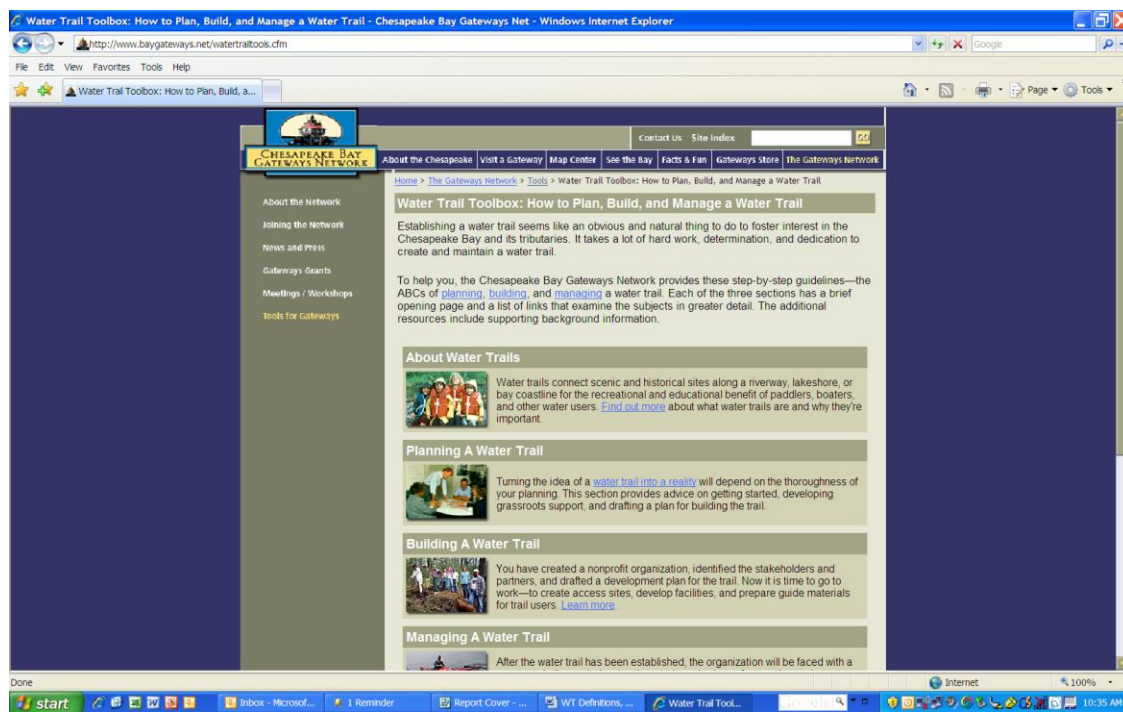 Water Trail Toolbox: How to Plan, Build, and Manage a Water Trail - Chesapeake Bay Gateways Net - Windows Internet Explorer
http://www.baygateways.net/watertrailtools.cfm
Google
File Edit View Favorites Tools Help
Water Trail Toolbox: How to Plan, Build, a...
Page
Tools
Contact Us Site Index
GO
CHESAPEAKE BAY
GATEWAYS NETWORK
About the Chesapeake Visit a Gateway Map Center See the Bay Facts & Fun Gateways Store The Gateways Network
Home > The Gateways Network > Tools > Water Trail Toolbox: How to Plan, Build, and Manage a Water Trail
About the Network
Joining the Network
News and Press
Gateways Grants
Meetings / Workshops
Tools for Gateways
Water Trail Toolbox: How to Plan, Build, and Manage a Water Trail
Establishing a water trail seems like an obvious and natural thing to do to foster interest in the
Chesapeake Bay and its tributaries. It takes a lot of hard work, determination, and dedication to
create and maintain a water trail.
To help you, the Chesapeake Bay Gateways Network provides these step-by-step guidelines—the
ABCs of planning, building, and managing a water trail. Each of the three sections has a brief
opening page and a list of links that examine the subjects in greater detail. The additional
resources include supporting background information.
About Water Trails
Water trails connect scenic and historical sites along a riverway, lakeshore, or
bay coastline for the recreational and educational benefit of paddlers, boaters,
and other water users. Find out more about what water trails are and why they're
important.
Planning A Water Trail
Turning the idea of a water trail into a reality will depend on the thoroughness of
your planning. This section provides advice on getting started, developing
grassroots support, and drafting a plan for building the trail.
Building A Water Trail
You have created a nonprofit organization, identified the stakeholders and
partners, and drafted a development plan for the trail. Now it is time to go to
work—to create access sites, develop facilities, and prepare guide materials
for trail users. Learn more.
Managing A Water Trail
After the water trail has been established, the organization will be faced with a
Done
Internet
100%
start
Inbox - Microsof...
1 Reminder
Report Cover - ...
WT Definitions, ...
Water Trail Tool...
10:35 AM